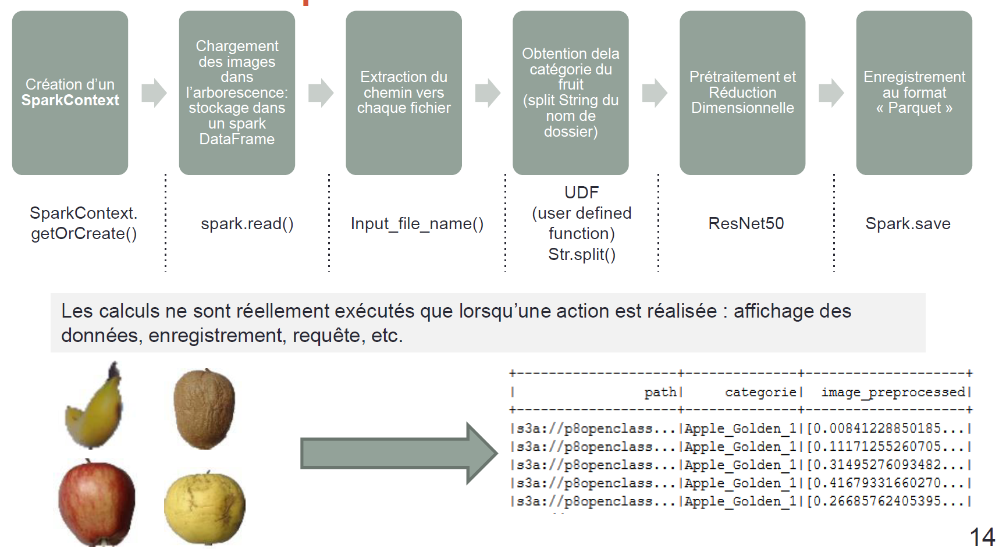 Création d’un
SparkContext
Chargement
des images
dans
l’arborescence:
stockage dans
un spark
DataFrame
Extraction du
chemin vers
chaque fichier
Obtention dela
catégorie du
fruit
(split String du
nom de
dossier)
Prétraitement et
Réduction
Dimensionnelle
Enregistrement
au format
« Parquet »
SparkContext.
getOrCreate()
spark.read()
Input_file_name()
UDF
(user defined
function)
Str.split()
ResNet50
Spark.save
Les calculs ne sont réellement exécutés que lorsqu’une action est réalisée : affichage des
données, enregistrement, requête, etc.
+--------------------+--------------+--------------------+
|                path|     categorie|  image_preprocessed|
+--------------------+--------------+--------------------+
|s3a://p8openclass...|Apple_Golden_1|[0.00841228850185...|
|s3a://p8openclass...|Apple_Golden_1|[0.11171255260705...|
|s3a://p8openclass...|Apple_Golden_1|[0.31495276093482...|
|s3a://p8openclass...|Apple_Golden_1|[0.41679331660270...|
|s3a://p8openclass...|Apple_Golden_1|[0.26685762405395...|
14